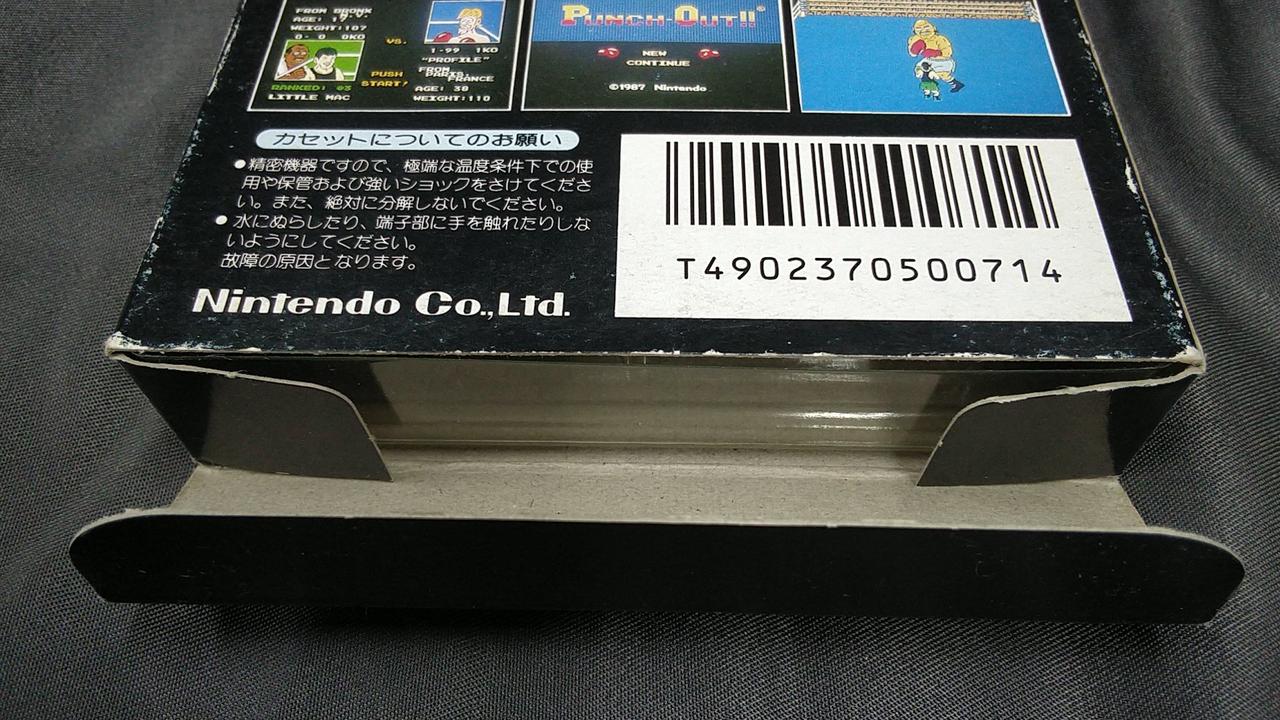 FROM BRONX
AGE: 17
WEIGHT:107
0- 0 0KO
VS.
1-99 1KO
"PROFILE"
FROM
PARIS,
FRANCE
PUSH
START!
AGE: 38
RANKED: #3
LITTLE MAC
WEIGHT:110
PUNCH-OUT!!
NEW
CONTINUE
©1987 Nintendo
カセットについてのお願い
●精密機器ですので、極端な温度条件下での使
用や保管および強いショックをさけてくださ
い。また、絶対に分解しないでください。
●水にぬらしたり、端子部に手を触れたりしな
いようにしてください。
故障の原因となります。
Nintendo Co.,Ltd.
T4902370500714